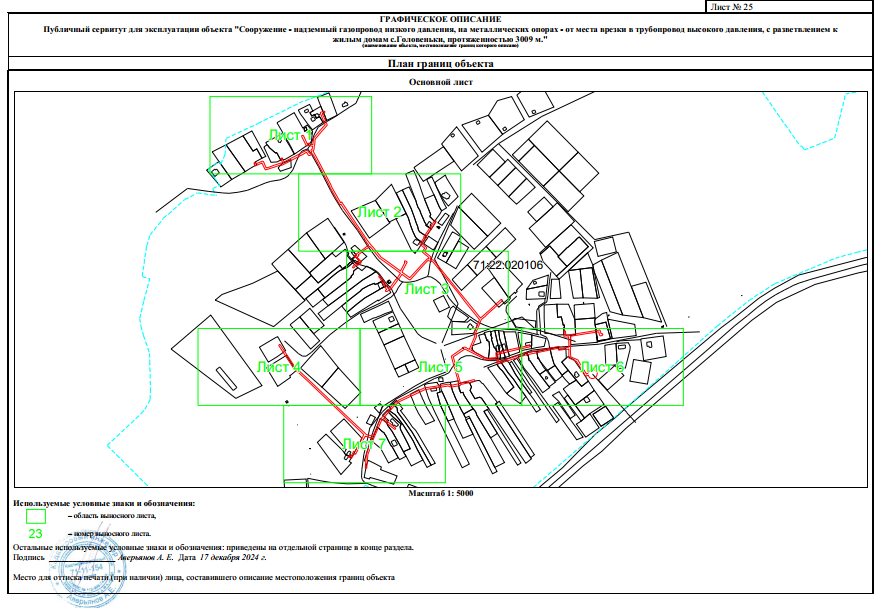 Лист № 25
ГРАФИЧЕСКОЕ ОПИСАНИЕ
Публичный сервитут для эксплуатации объекта "Сооружение - надземный газопровод низкого давления, на металлических опорах - от места врезки в трубопровод высокого давления, с разветвлением к
жилым домам с.Головеньки, протяженностью 3009 м."
(наименование объекта, местоположение границ которого описано)
План границ объекта
Основной лист
Лист 1
Лист 2
71:22:020106
Лист 3
Лист 4
Лист 5
Лист 6
Лист 7
Масштаб 1: 5000
Используемые условные знаки и обозначения:
– область выносного листа,
23 – номер выносного листа.
Остальные используемые условные знаки и обозначения: приведены на отдельной странице в конце раздела.
Подпись Аверьянов А. Е. Дата 17 декабря 2024 г.
71-11-154
Место для оттиска печати (при наличии) лица, составившего описание местоположения границ объекта
Аверьянов А.Е.